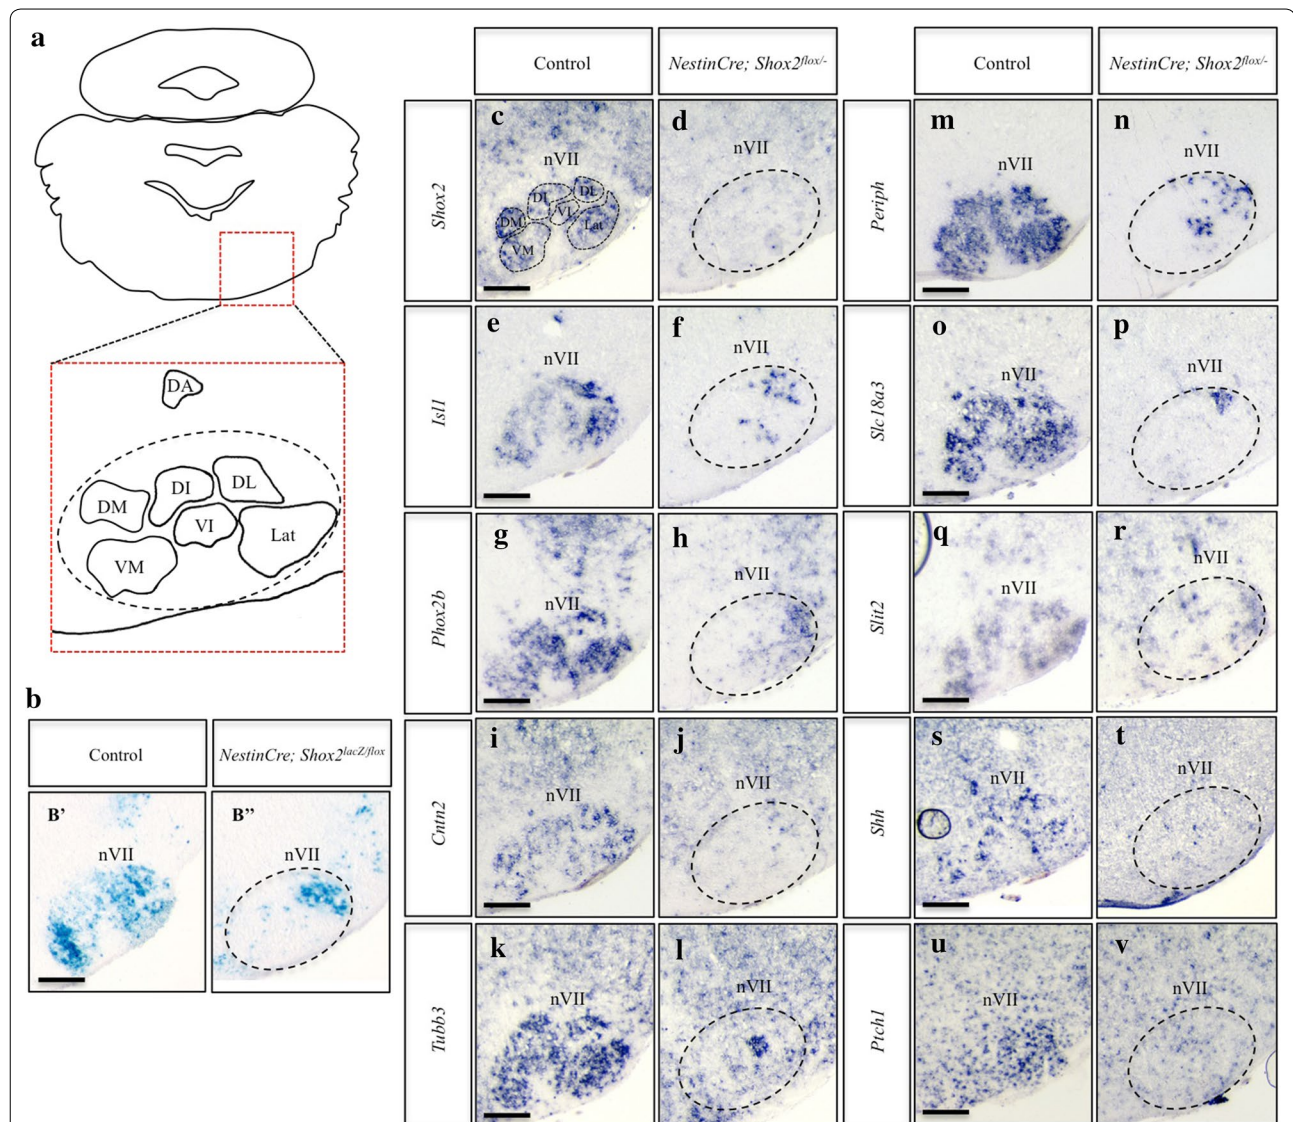 a
DA
DM
DI
DL
VM
VI
Lat
b
Control
NestinCre; Shox2lacZ/flox
B’
nVII
B’’
nVII
Control
NestinCre; Shox2flox/-
Shox2
c
nVII
DM
DI
DL
VI
VM
Lat
d
nVII
Isl1
e
nVII
f
nVII
Phox2b
g
nVII
h
nVII
Cntn2
i
nVII
j
nVII
Tubb3
k
nVII
l
nVII
Control
NestinCre; Shox2flox/-
Periph
m
nVII
n
nVII
Slc18a3
o
nVII
p
nVII
Slit2
q
nVII
r
nVII
Shh
s
nVII
t
nVII
Ptch1
u
nVII
v
nVII